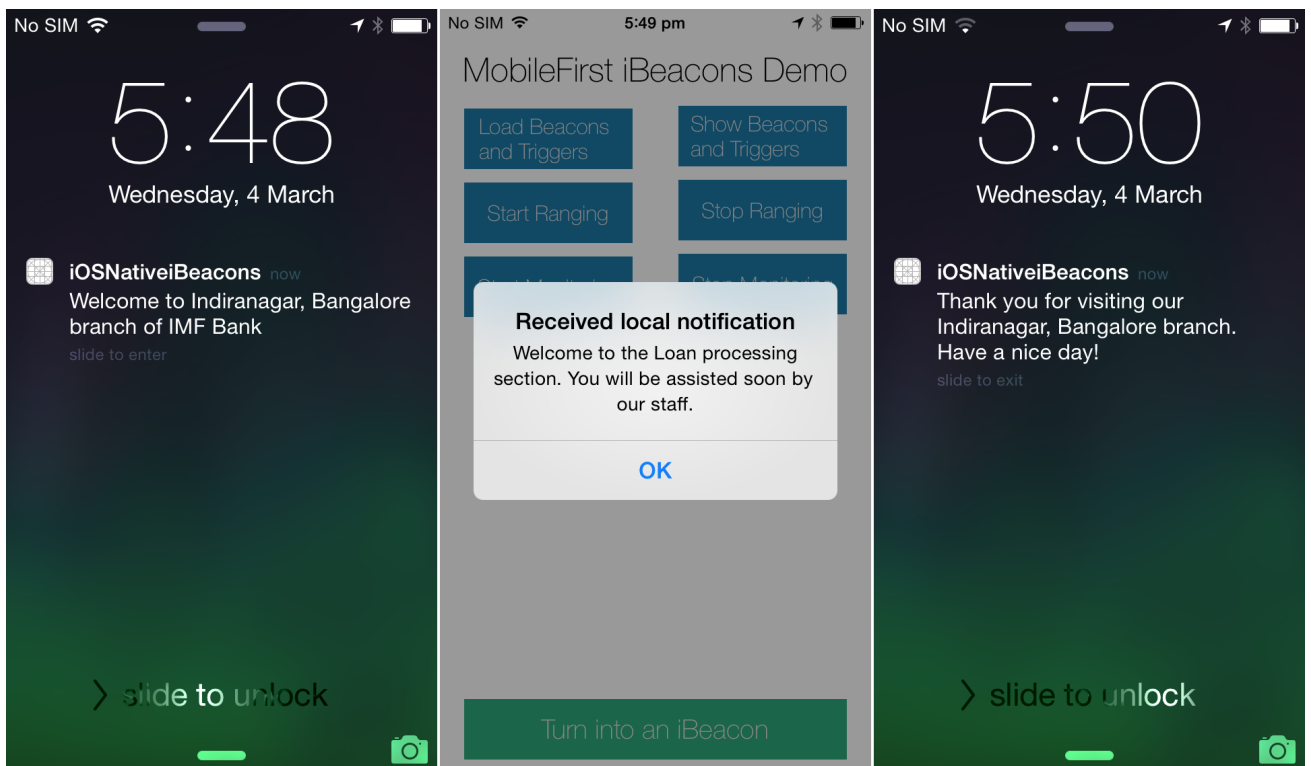 No SIM
5:48
Wednesday, 4 March
iOSNativeiBeacons now
Welcome to Indiranagar, Bangalore
branch of IMF Bank
slide to enter
slide to unlock
No SIM 5:49 pm
MobileFirst iBeacons Demo
Load Beacons
and Triggers
Show Beacons
and Triggers
Start Ranging
Stop Ranging
Start Monitoring
Stop Monitoring
Received local notification
Welcome to the Loan processing
section. You will be assisted soon by
our staff.
OK
Turn into an iBeacon
No SIM
5:50
Wednesday, 4 March
iOSNativeiBeacons now
Thank you for visiting our
Indiranagar, Bangalore branch.
Have a nice day!
slide to exit
slide to unlock